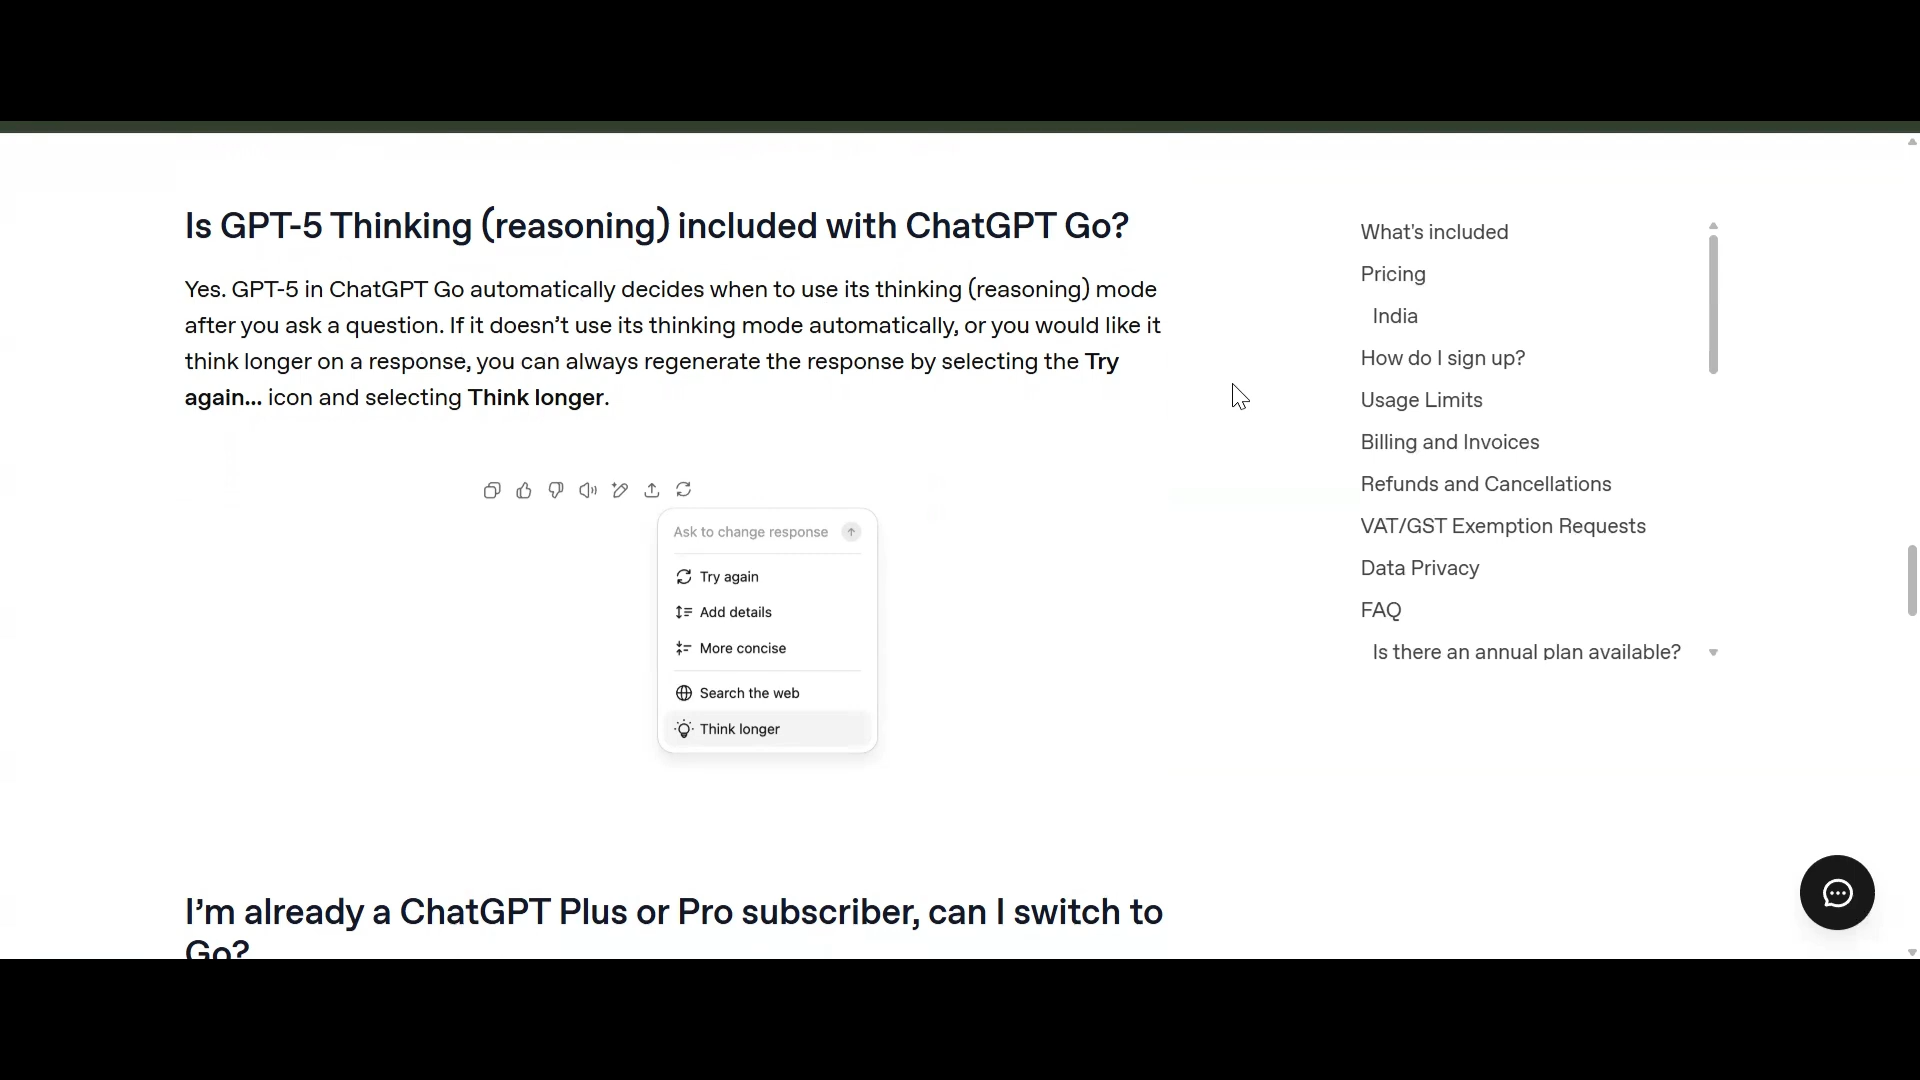 Is GPT-5 Thinking (reasoning) included with ChatGPT Go?
Yes. GPT-5 in ChatGPT Go automatically decides when to use its thinking (reasoning) mode
after you ask a question. If it doesn’t use its thinking mode automatically, or you would like it
think longer on a response, you can always regenerate the response by selecting the Try
again... icon and selecting Think longer.
Ask to change response
Try again
Add details
More concise
Search the web
Think longer
I’m already a ChatGPT Plus or Pro subscriber, can I switch to
Go?
What's included
Pricing
India
How do I sign up?
Usage Limits
Billing and Invoices
Refunds and Cancellations
VAT/GST Exemption Requests
Data Privacy
FAQ
Is there an annual plan available?